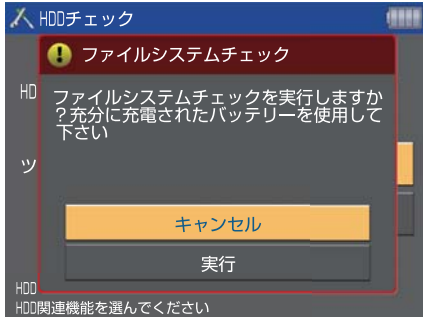 HDDチェック
ファイルシステムチェック
HD
ファイルシステムチェックを実行しますか
?充分に充電されたバッテリーを使用して
下さい
ツ
キャンセル
実行
HDD
HDD関連機能を選んでください